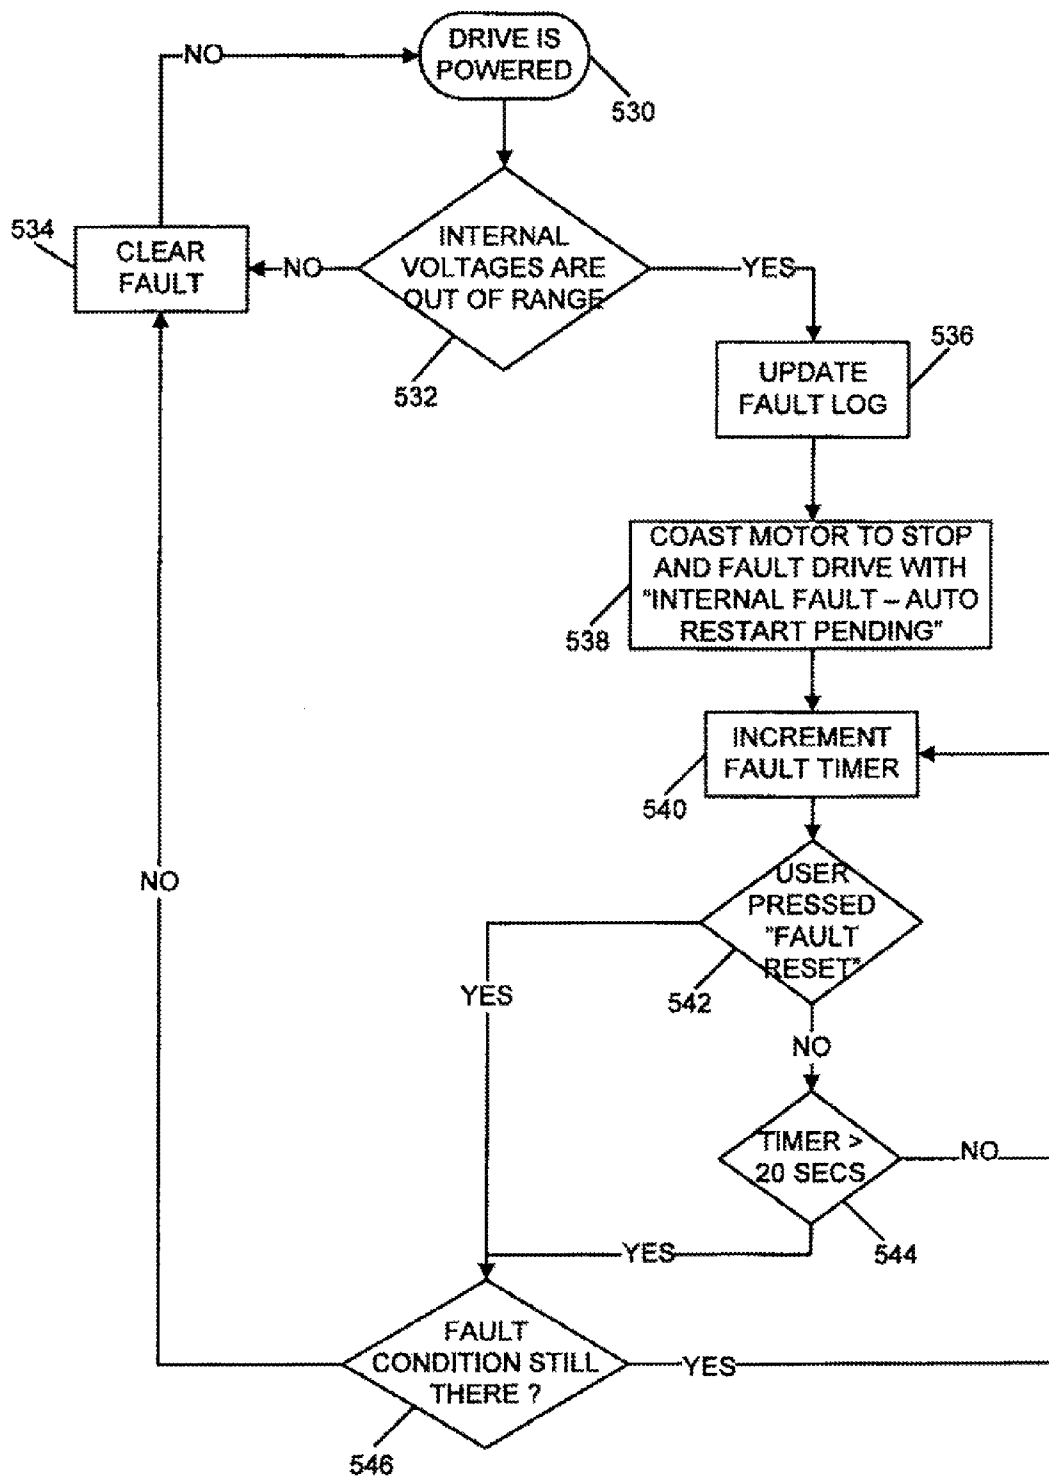 DRIVE IS
POWERED
530
NO
INTERNAL
VOLTAGES ARE
OUT OF RANGE
532
NO
YES
534
CLEAR
FAULT
536
UPDATE
FAULT LOG
COAST MOTOR TO STOP
AND FAULT DRIVE WITH
"INTERNAL FAULT – AUTO
RESTART PENDING"
538
INCREMENT
FAULT TIMER
540
USER
PRESSED
"FAULT
RESET"
542
YES
NO
NO
TIMER >
20 SECS
544
NO
YES
FAULT
CONDITION STILL
THERE ?
546
YES